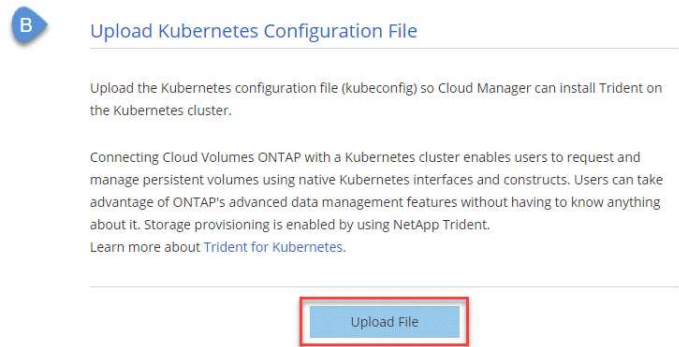 B
Upload Kubernetes Configuration File
Upload the Kubernetes configuration file (kubeconfig) so Cloud Manager can install Trident on
the Kubernetes cluster.
Connecting Cloud Volumes ONTAP with a Kubernetes cluster enables users to request and
manage persistent volumes using native Kubernetes interfaces and constructs. Users can take
advantage of ONTAP's advanced data management features without having to know anything
about it. Storage provisioning is enabled by using NetApp Trident.
Learn more about Trident for Kubernetes.
Upload File